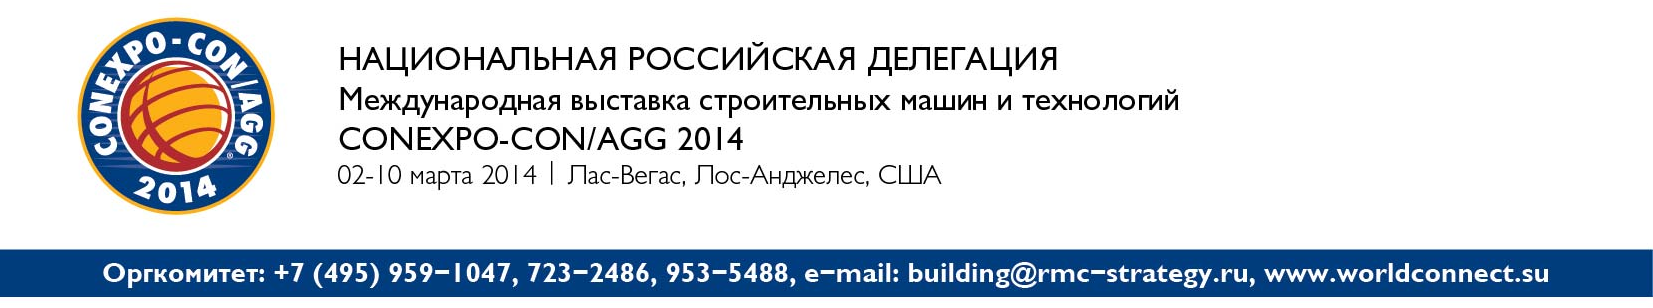 CONEXPO-CON/AGG
2014
НАЦИОНАЛЬНАЯ РОССИЙСКАЯ ДЕЛЕГАЦИЯ
Международная выставка строительных машин и технологий
CONEXPO-CON/AGG 2014
02-10 марта 2014 | Лас-Вегас, Лос-Анджелес, США
Оргкомитет: +7 (495) 959-1047, 723-2486, 953-5488, e-mail: building@rmc-strategy.ru, www.worldconnect.su